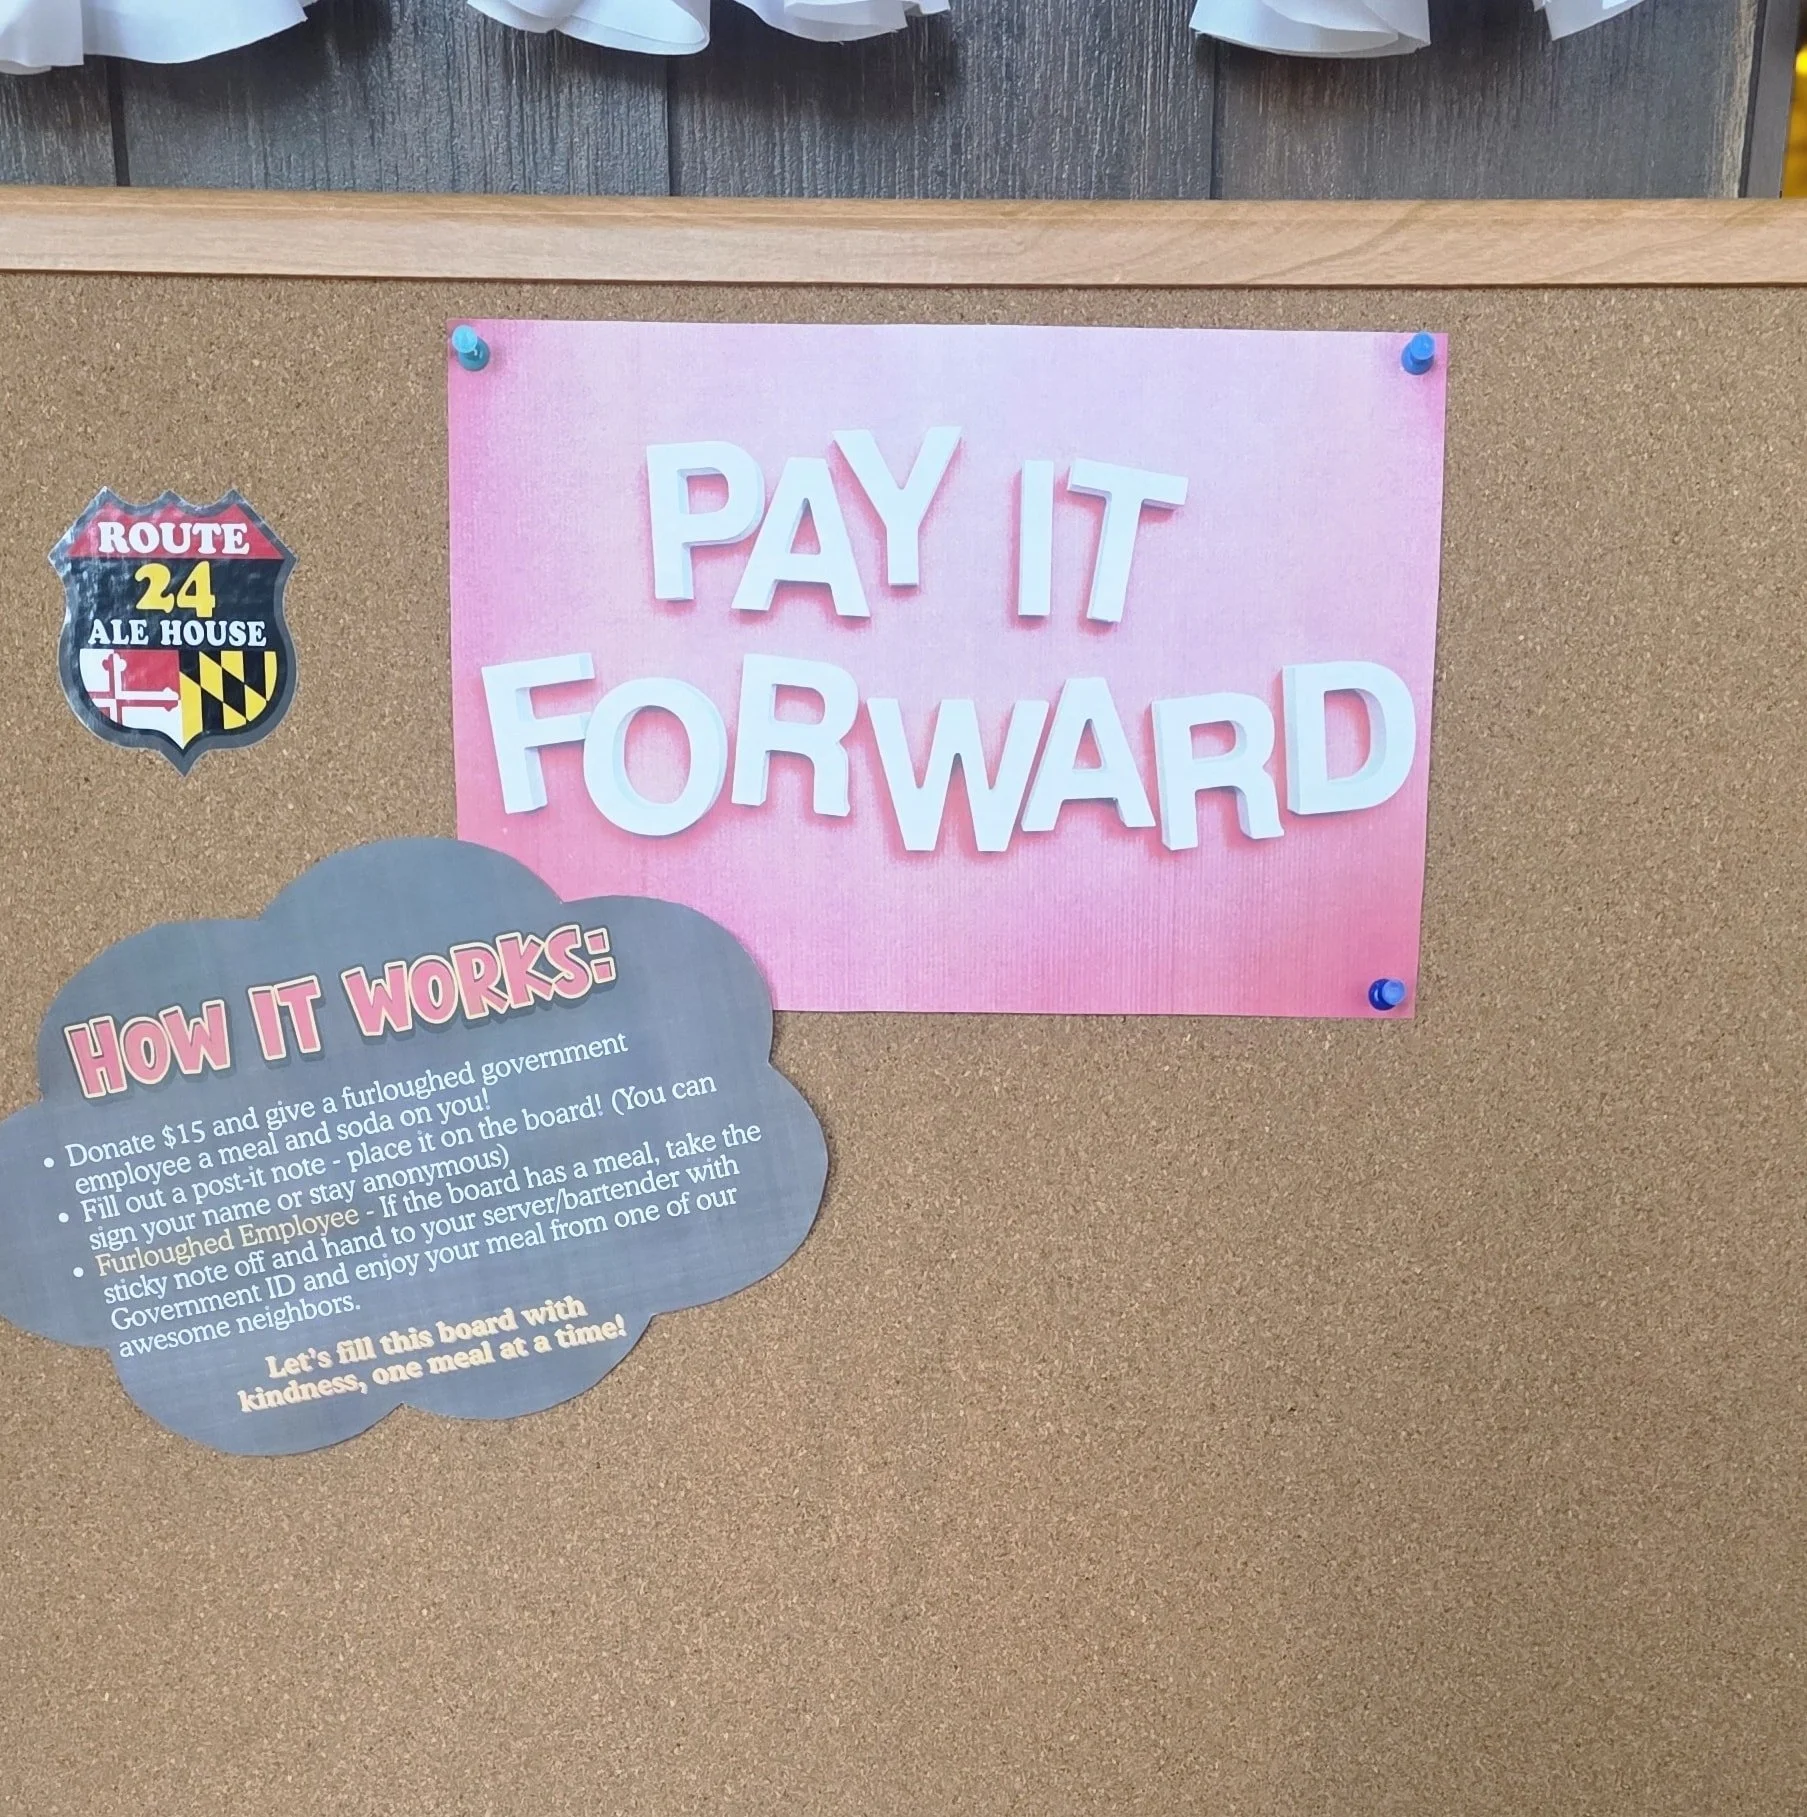 PAY IT
FORWARD
ROUTE
24
ALE HOUSE
HOW IT WORKS:
• Donate $15 and give a furloughed government
employee a meal and soda on you!
• Fill out a post-it note - place it on the board! (You can
sign your name or stay anonymous)
• Furloughed Employee - If the board has a meal, take the
sticky note off and hand to your server/bartender with
Government ID and enjoy your meal from one of our
awesome neighbors.
Let's fill this board with
kindness, one meal at a time!